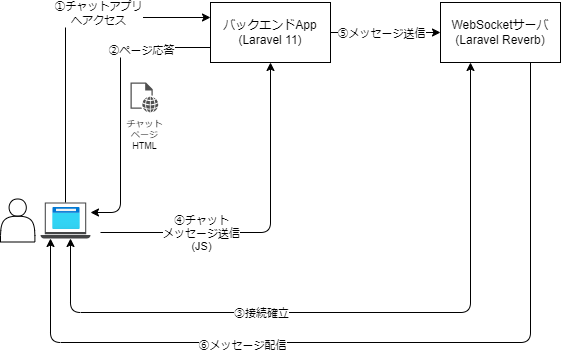 ①チャットアプリ
へアクセス
バックエンドApp
(Laravel 11)
⑤メッセージ送信
WebSocketサーバ
(Laravel Reverb)
②ページ応答
チャット
ページ
HTML
④チャット
メッセージ送信
(JS)
③接続確立
⑥メッセージ配信